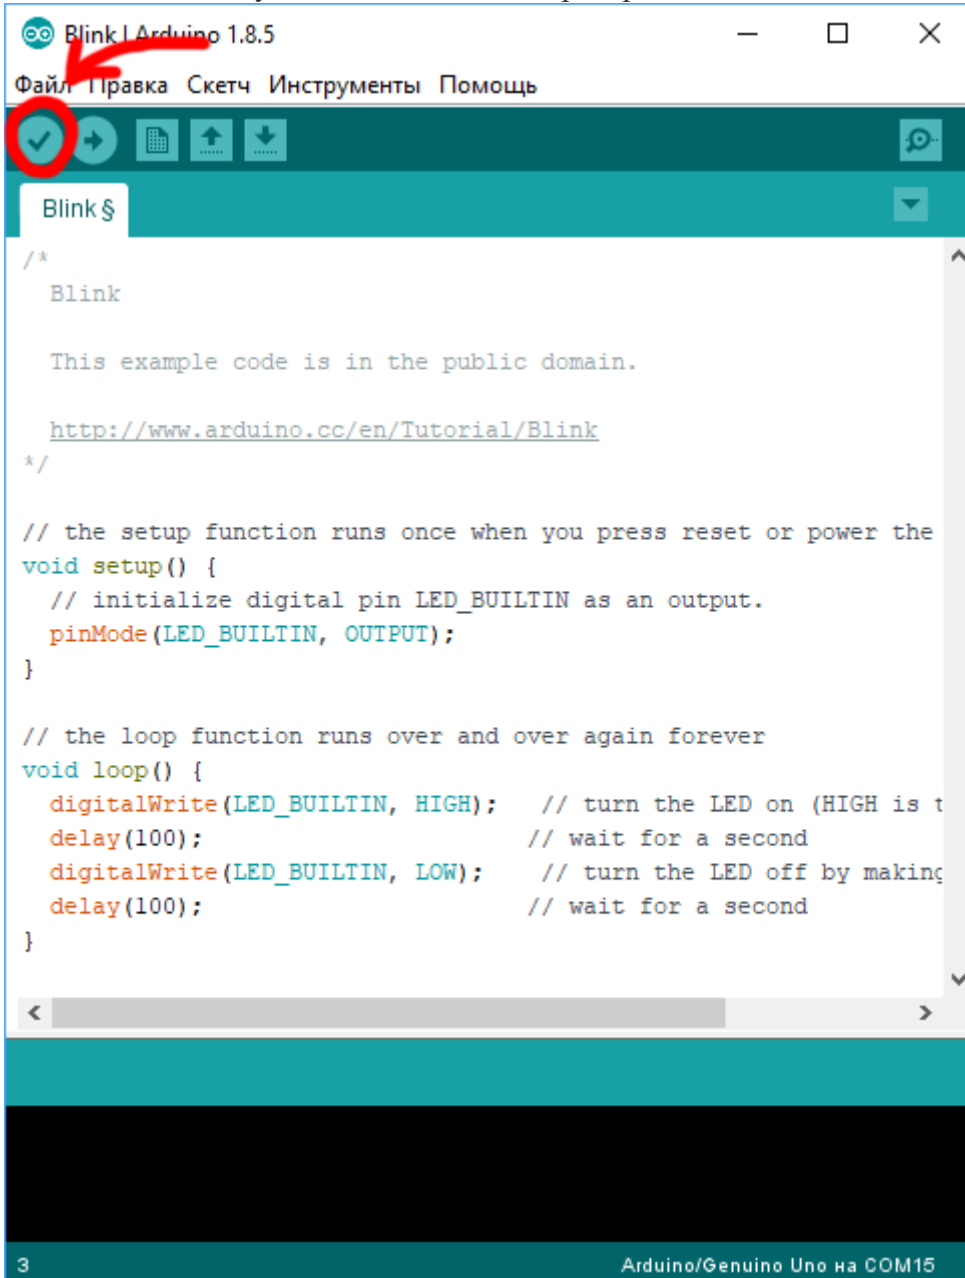 Blink | Arduino 1.8.5
Файл Правка Скетч Инструменты Помощь
Blink §
/*
  Blink

  This example code is in the public domain.

  http://www.arduino.cc/en/Tutorial/Blink
*/

// the setup function runs once when you press reset or power the
void setup() {
  // initialize digital pin LED_BUILTIN as an output.
  pinMode(LED_BUILTIN, OUTPUT);
}

// the loop function runs over and over again forever
void loop() {
  digitalWrite(LED_BUILTIN, HIGH);   // turn the LED on (HIGH is t
  delay(100);                       // wait for a second
  digitalWrite(LED_BUILTIN, LOW);    // turn the LED off by making
  delay(100);                       // wait for a second
}
3
Arduino/Genuino Uno на COM15